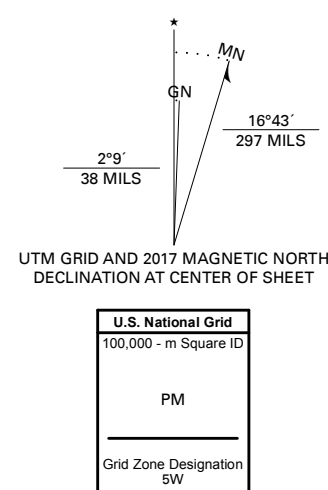 ★
MN
GN
16°43´
297 MILS
2°9´
38 MILS
UTM GRID AND 2017 MAGNETIC NORTH
DECLINATION AT CENTER OF SHEET
U.S. National Grid
100,000 - m Square ID
PM
Grid Zone Designation
5W